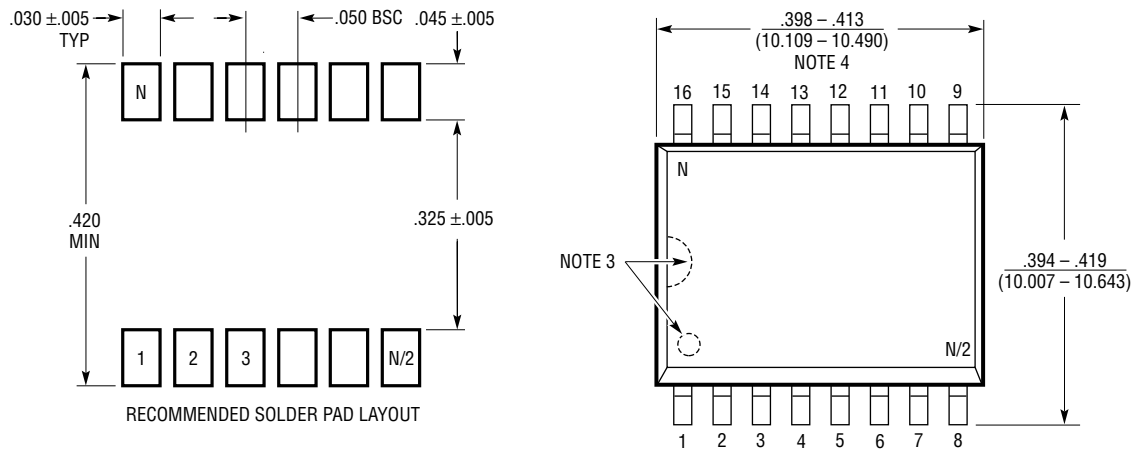 .030 ±.005
TYP
.050 BSC
.045 ±.005
N
.420
MIN
.325 ±.005
1
2
3
N/2
RECOMMENDED SOLDER PAD LAYOUT
.398 – .413
(10.109 – 10.490)
NOTE 4
16
15
14
13
12
11
10
9
N
NOTE 3
.394 – .419
(10.007 – 10.643)
N/2
1
2
3
4
5
6
7
8